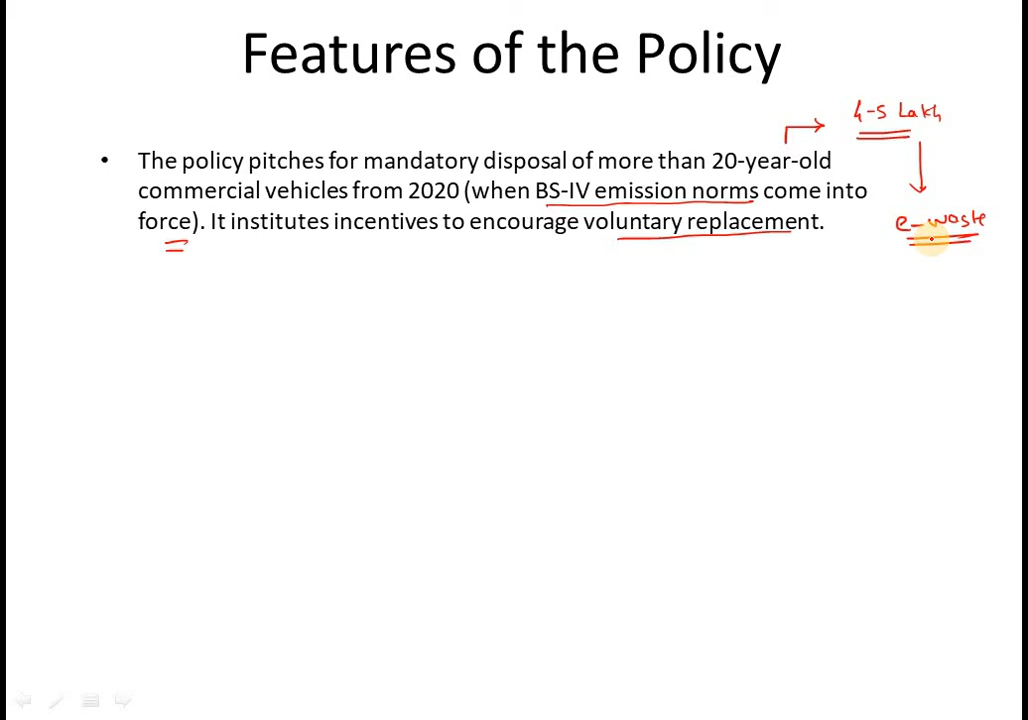 Features of the Policy
4-5 Lakh
• The policy pitches for mandatory disposal of more than 20-year-old
commercial vehicles from 2020 (when BS-IV emission norms come into
force). It institutes incentives to encourage voluntary replacement.
e-waste